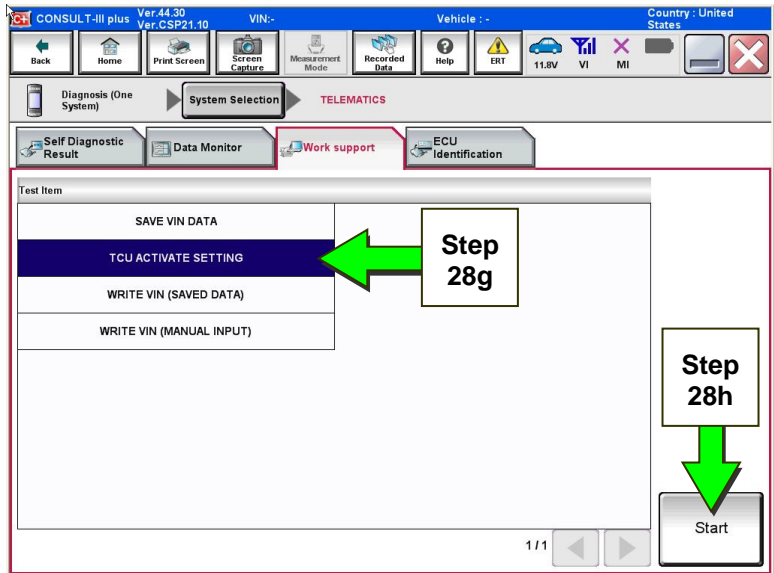 C+ CONSULT-III plus Ver.44.30 VIN:- Vehicle : - Country : United
Ver.CSP21.10 States
Back
Home
Print Screen
Screen
Capture
Measurement
Mode
Recorded
Data
Help
ERT
11.8V
VI
MI
Diagnosis (One
System)
System Selection
TELEMATICS
Self Diagnostic
Result
Data Monitor
Work support
ECU
Identification
Test Item
SAVE VIN DATA
TCU ACTIVATE SETTING
WRITE VIN (SAVED DATA)
WRITE VIN (MANUAL INPUT)
Step
28g
Step
28h
Start
1/1